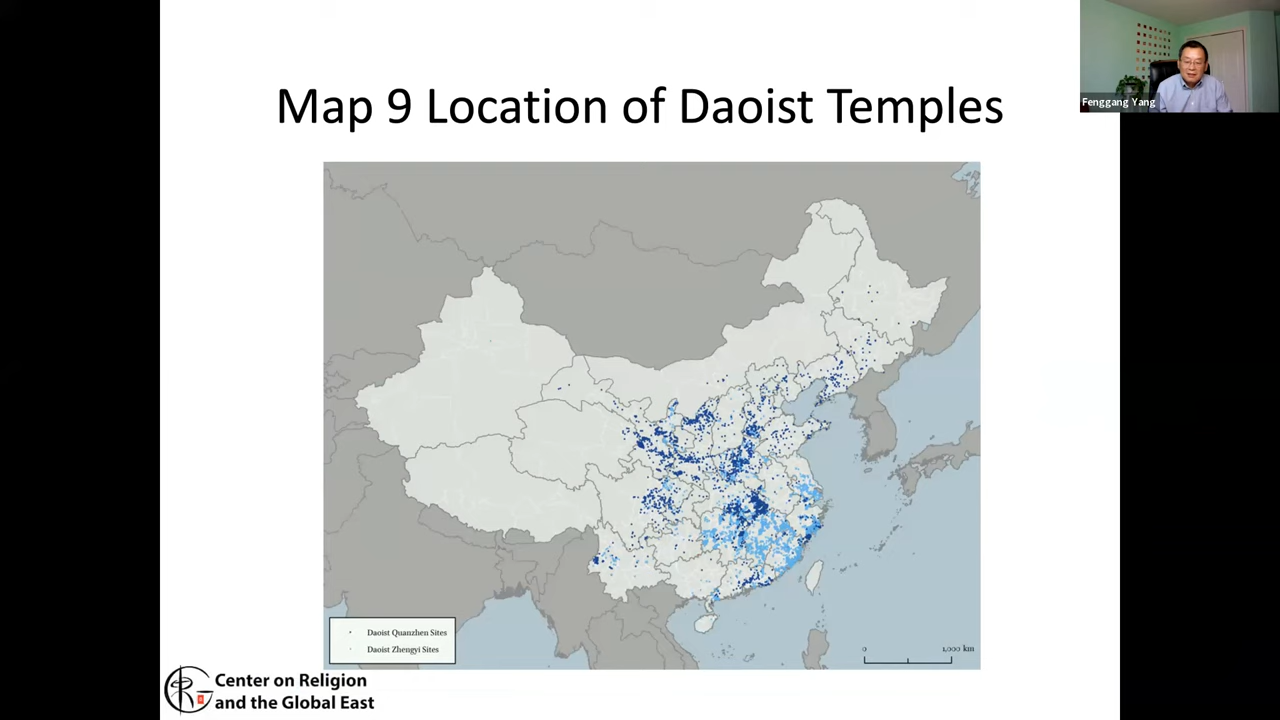 Map 9 Location of Daoist Temples
Fenggang Yang
Daoist Quanzhen Sites
Daoist Zhengyi Sites
0 1,000 km
Center on Religion
and the Global East